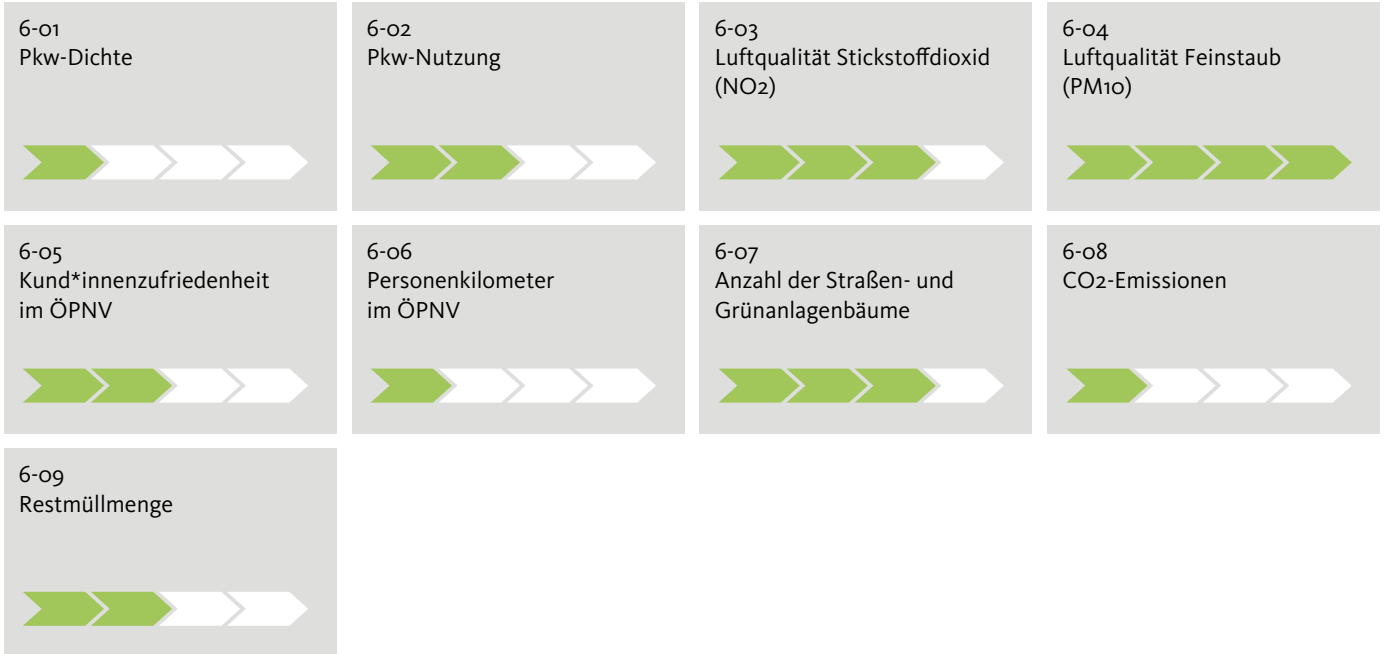 6-01
Pkw-Dichte
6-02
Pkw-Nutzung
6-03
Luftqualität Stickstoffdioxid
(NO2)
6-04
Luftqualität Feinstaub
(PM10)
6-05
Kund*innenzufriedenheit
im ÖPNV
6-06
Personenkilometer
im ÖPNV
6-07
Anzahl der Straßen- und
Grünanlagenbäume
6-08
CO2-Emissionen
6-09
Restmüllmenge